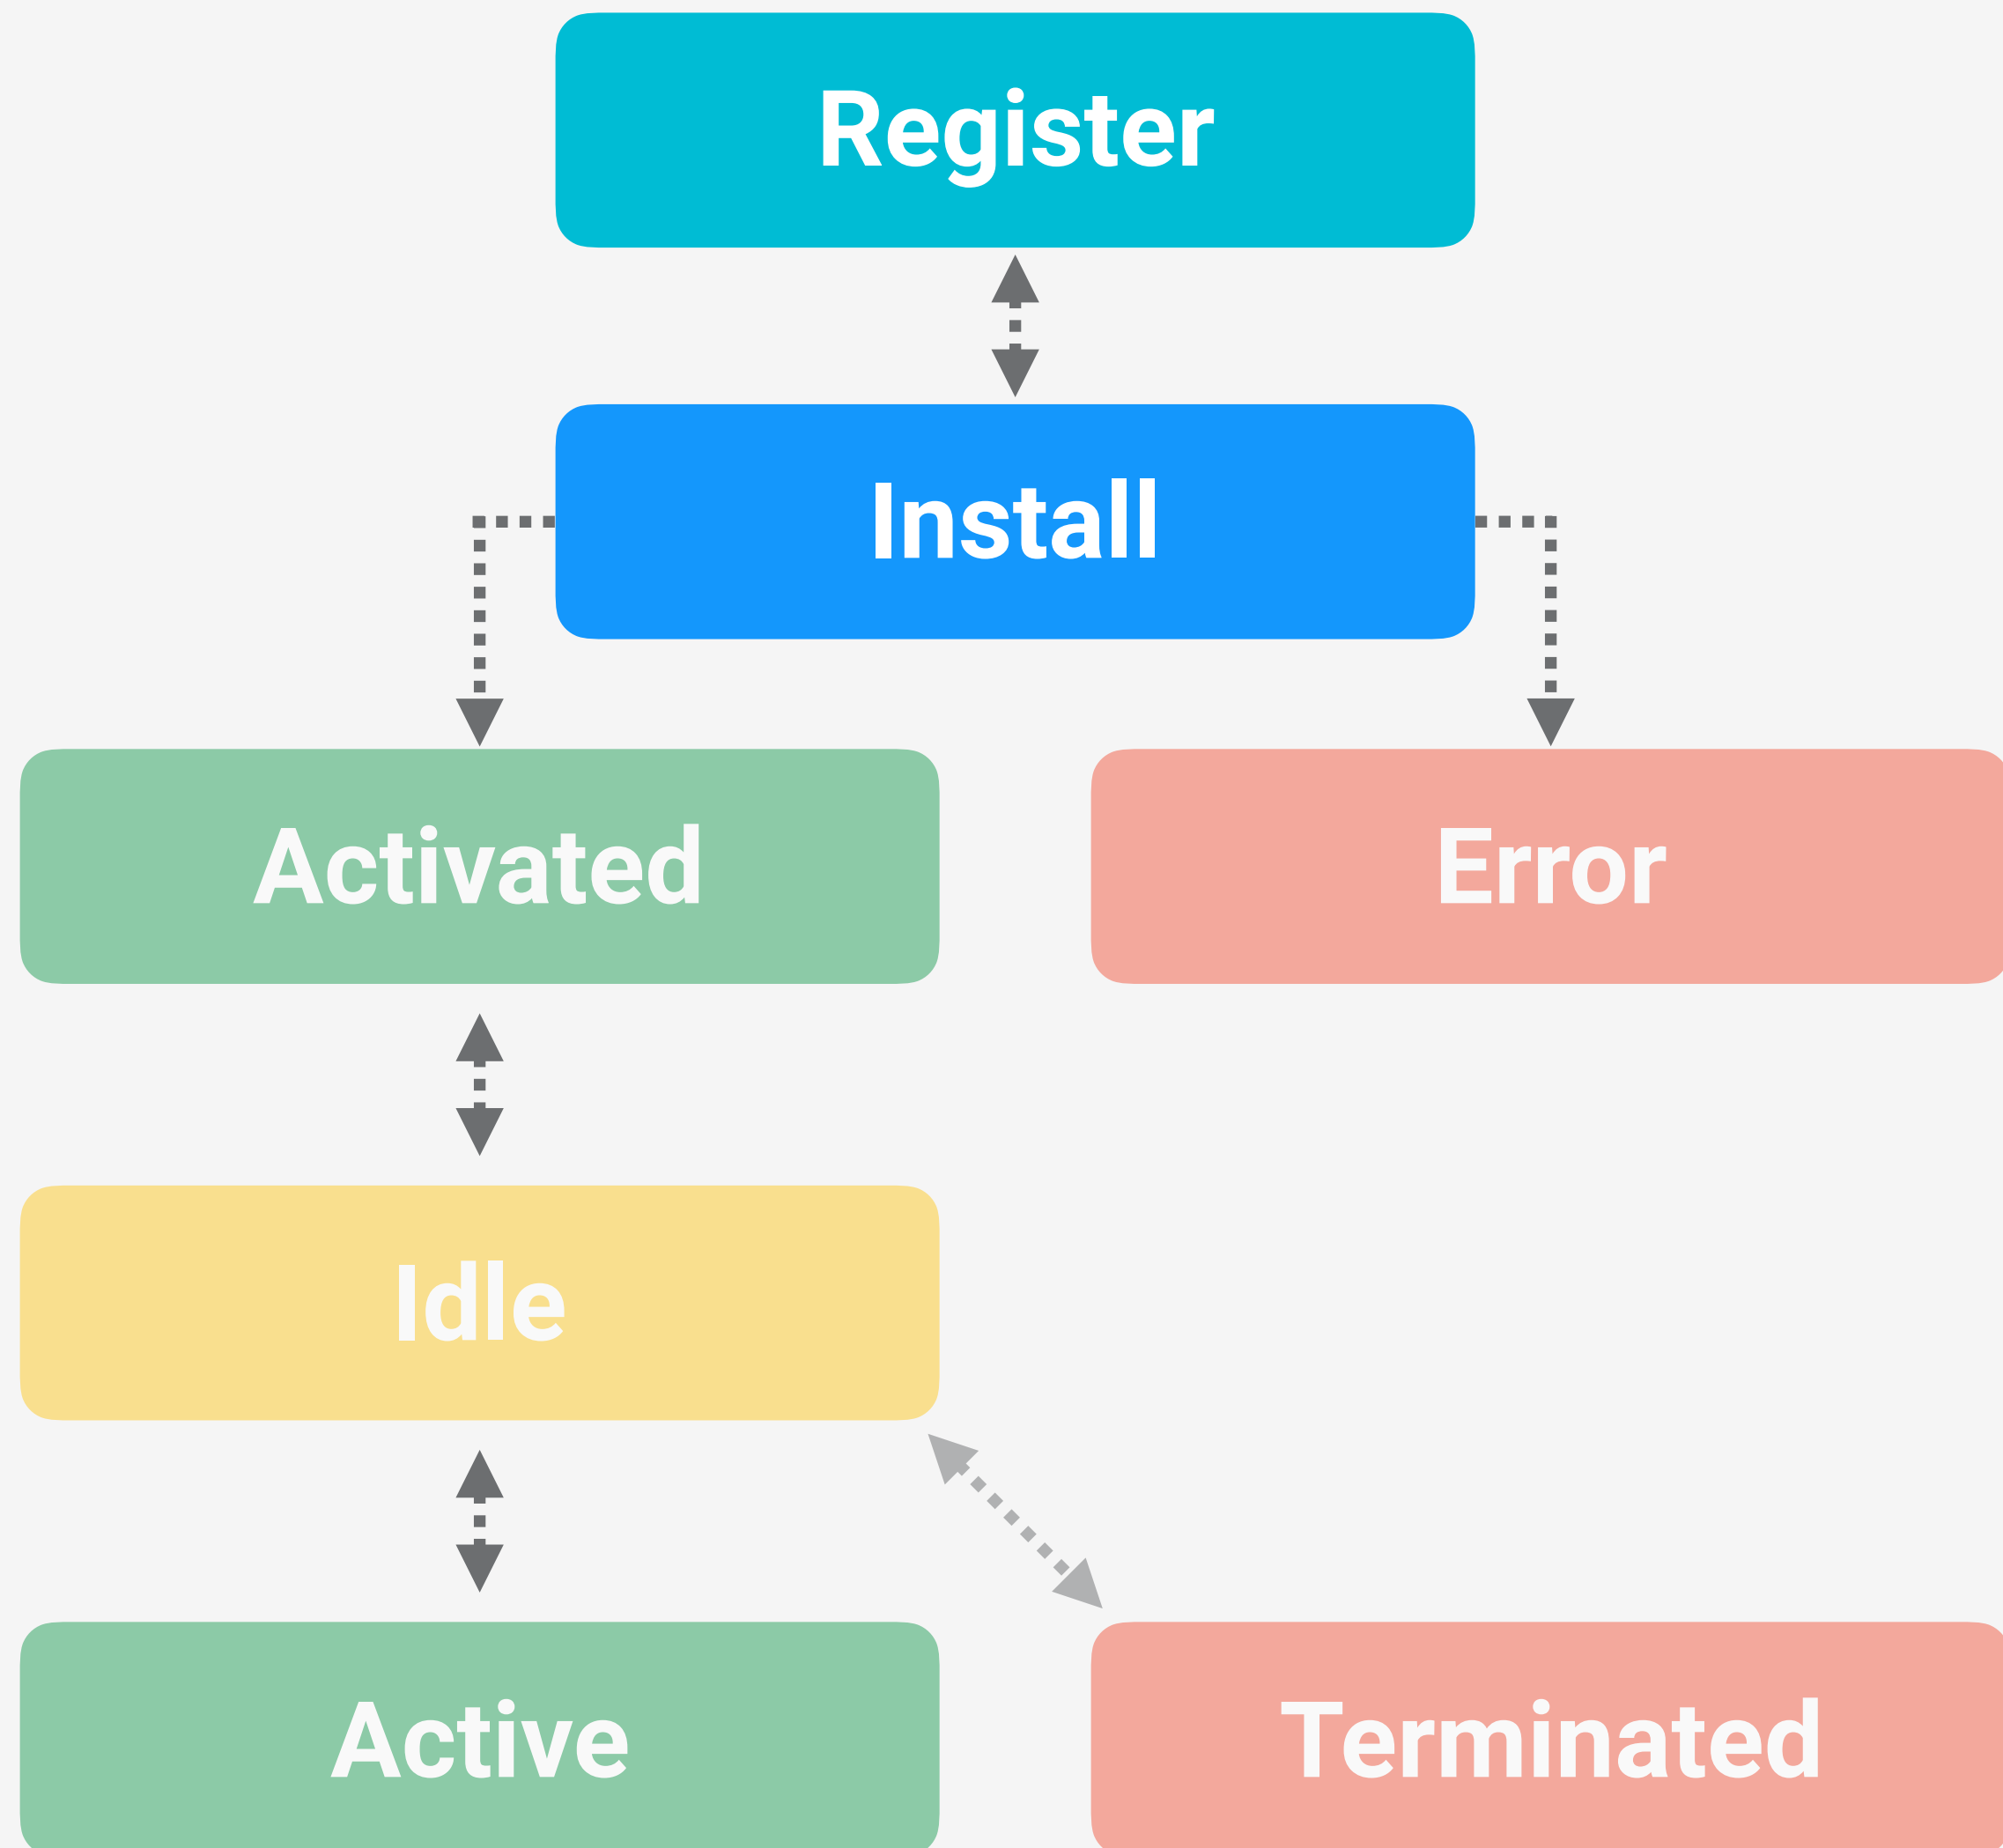 Register
Install
Activated
Error
Idle
Active
Terminated